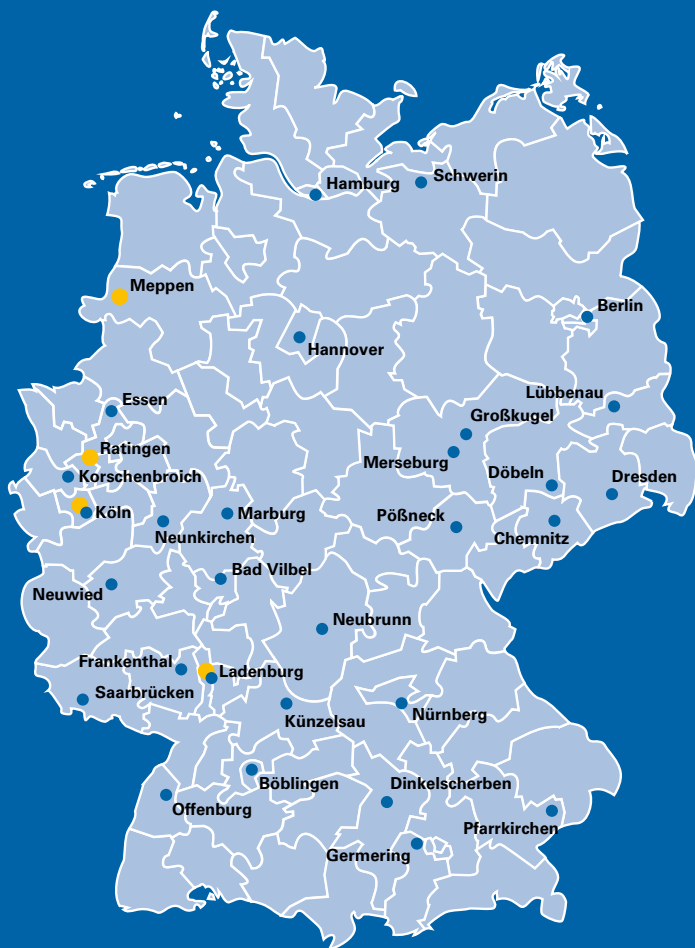 Hamburg
Schwerin
Meppen
Berlin
Hannover
Essen
Lübbenau
Großkugel
Ratingen
Merseburg
Korschenbroich
Döbeln
Dresden
Köln
Marburg
Pößneck
Neunkirchen
Chemnitz
Bad Vilbel
Neuwied
Neubrunn
Frankenthal
Ladenburg
Saarbrücken
Künzelsau
Nürnberg
Böblingen
Dinkelscherben
Offenburg
Pfarrkirchen
Germering